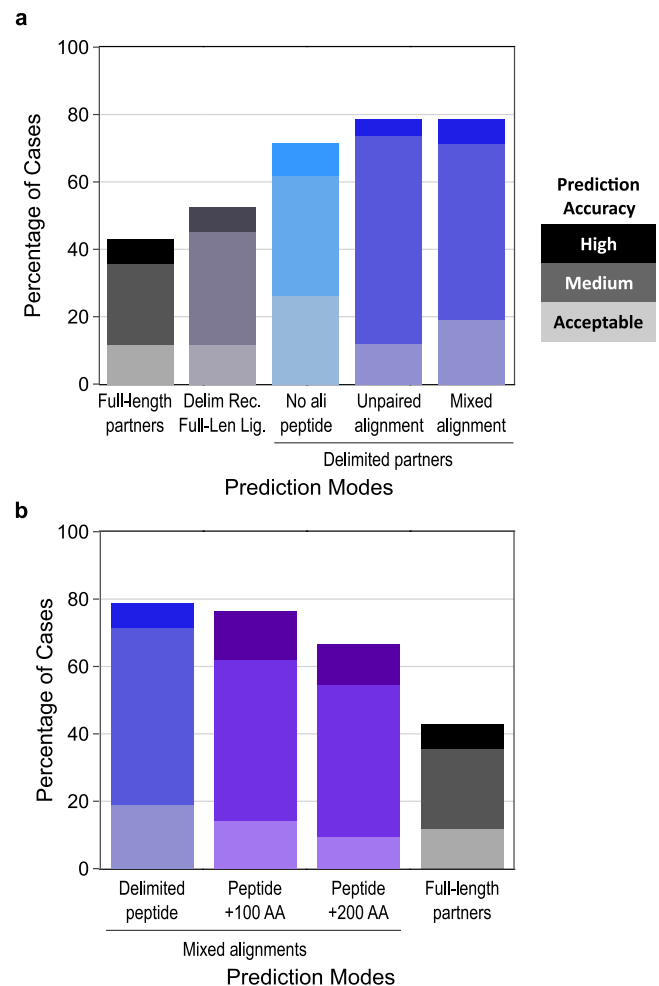 a
100
80
60
40
20
0
Percentage of Cases
Full-length
partners
Delim Rec.
Full-Len Lig.
No ali
peptide
Unpaired
alignment
Mixed
alignment
Delimited partners
Prediction Modes
Prediction
Accuracy
High
Medium
Acceptable
b
100
80
60
40
20
0
Percentage of Cases
Delimited
peptide
Peptide
+100 AA
Peptide
+200 AA
Full-length
partners
Mixed alignments
Prediction Modes